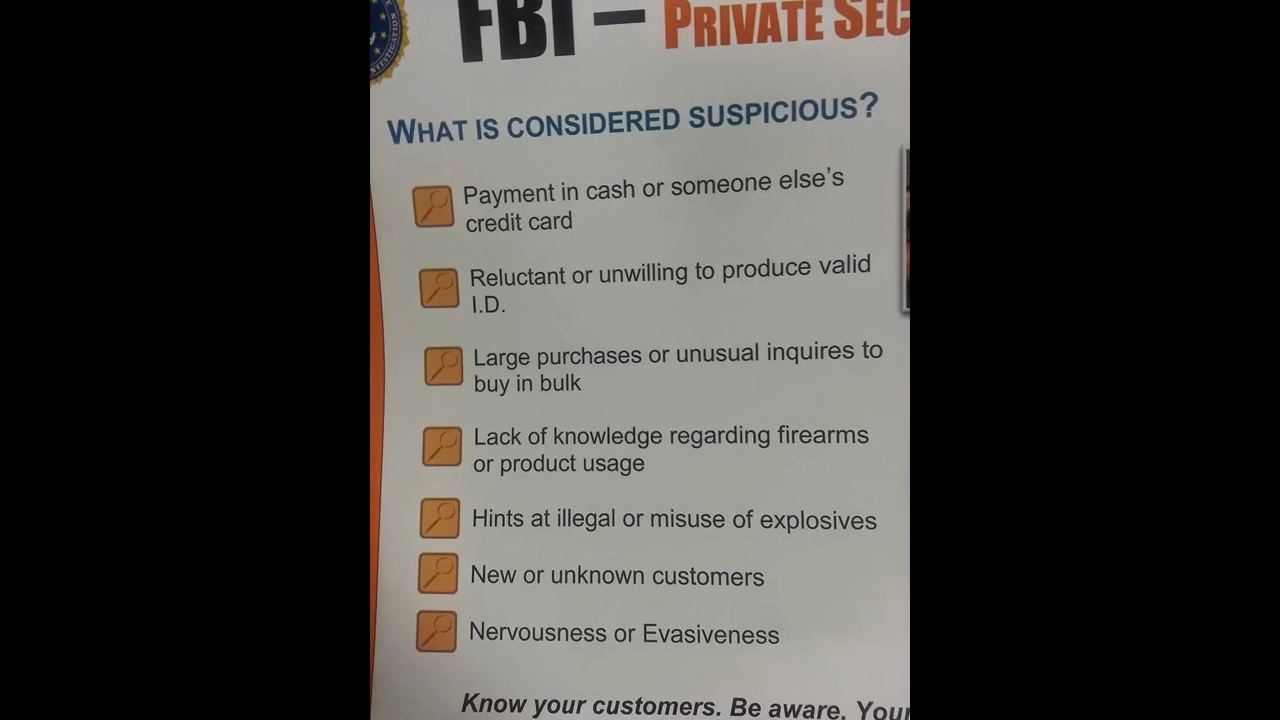 FBI – PRIVATE SEC
INVESTIGATION
WHAT IS CONSIDERED SUSPICIOUS?
Payment in cash or someone else's
credit card
Reluctant or unwilling to produce valid
I.D.
Large purchases or unusual inquires to
buy in bulk
Lack of knowledge regarding firearms
or product usage
Hints at illegal or misuse of explosives
New or unknown customers
Nervousness or Evasiveness
Know your customers. Be aware. Your